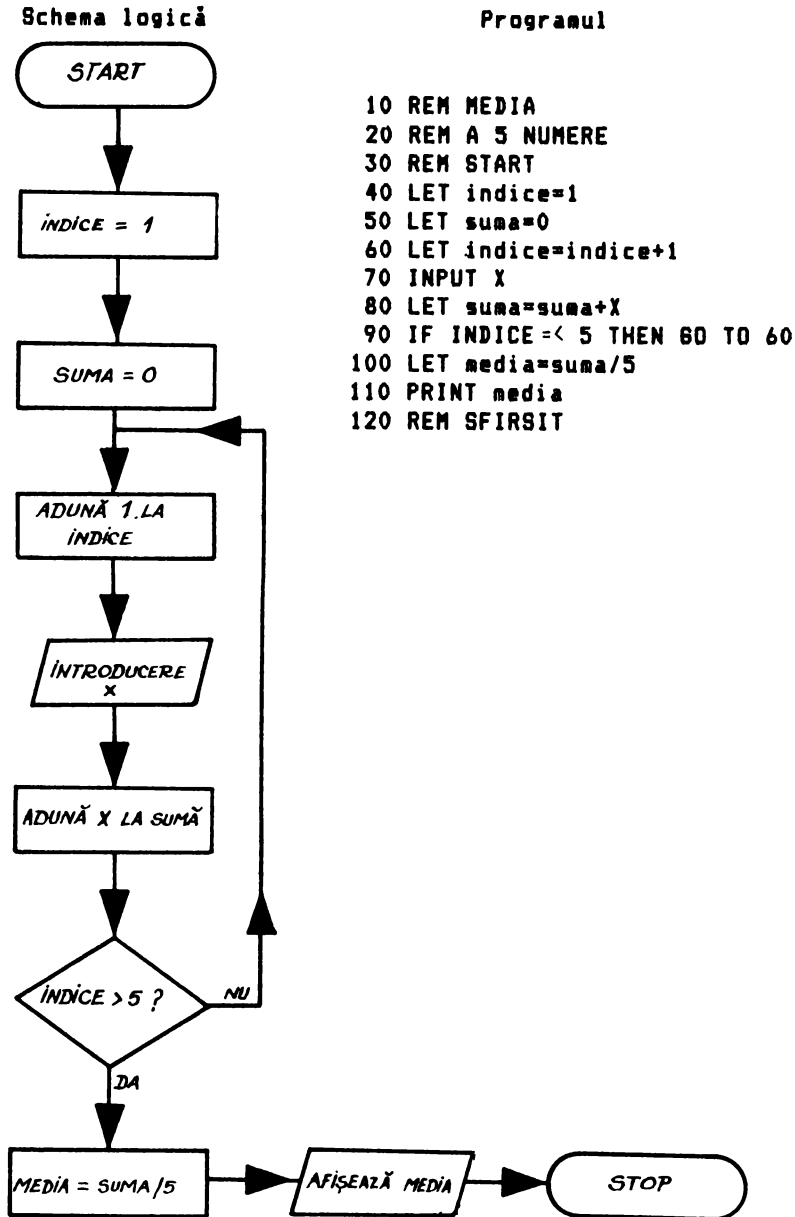 Schema logică
START
INDICE = 1
SUMA = 0
ADUNĂ 1.LA
INDICE
INTRODUCERE
X
ADUNĂ X LA SUMĂ
INDICE > 5 ?
NU
DA
MEDIA = SUMA/5
AFIȘEAZĂ MEDIA
STOP
Programul
10 REM MEDIA
20 REM A 5 NUMERE
30 REM START
40 LET indice=1
50 LET suma=0
60 LET indice=indice+1
70 INPUT X
80 LET suma=suma+X
90 IF INDICE =< 5 THEN GO TO 60
100 LET media=suma/5
110 PRINT media
120 REM SFIRSIT